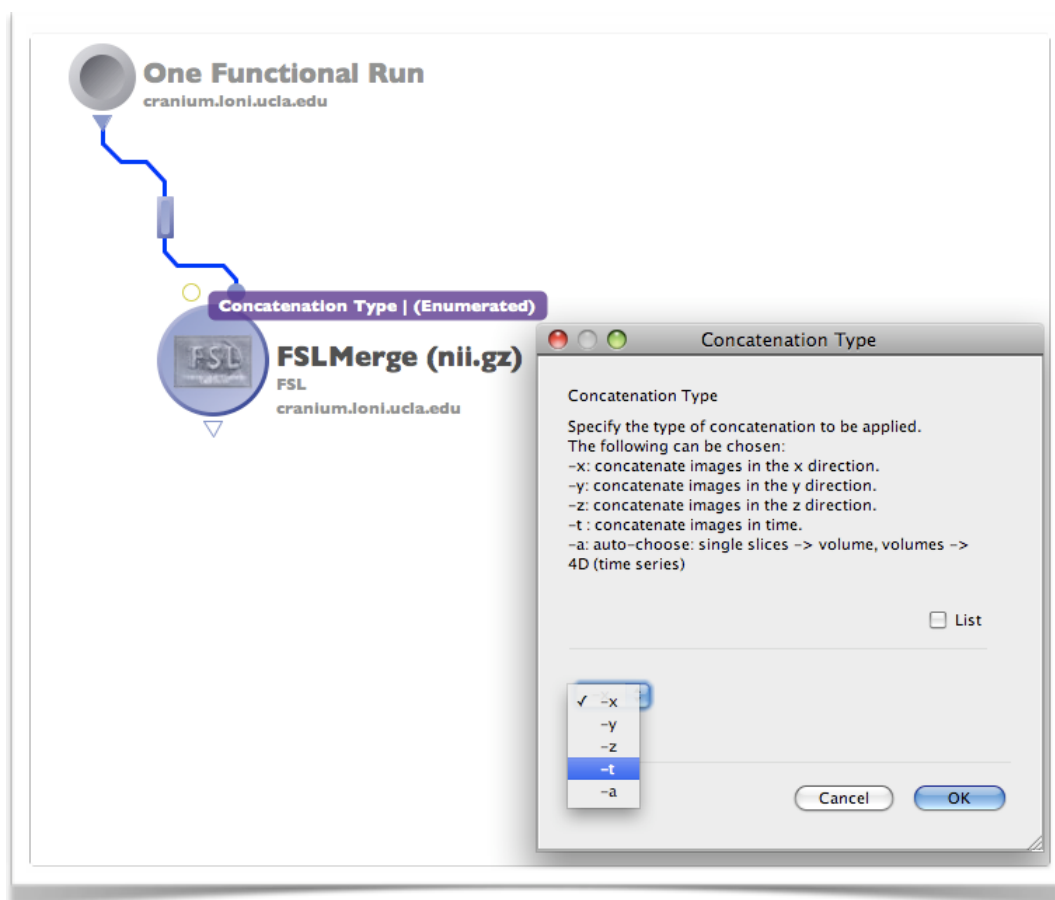 One Functional Run
cranium.loni.ucla.edu
Concatenation Type | (Enumerated)
FSL
FSLMerge (nii.gz)
FSL
cranium.loni.ucla.edu
Concatenation Type
Concatenation Type
Specify the type of concatenation to be applied.
The following can be chosen:
-x: concatenate images in the x direction.
-y: concatenate images in the y direction.
-z: concatenate images in the z direction.
-t : concatenate images in time.
-a: auto-choose: single slices -> volume, volumes ->
4D (time series)
List
✓ -x
-y
-z
-t
-a
Cancel
OK